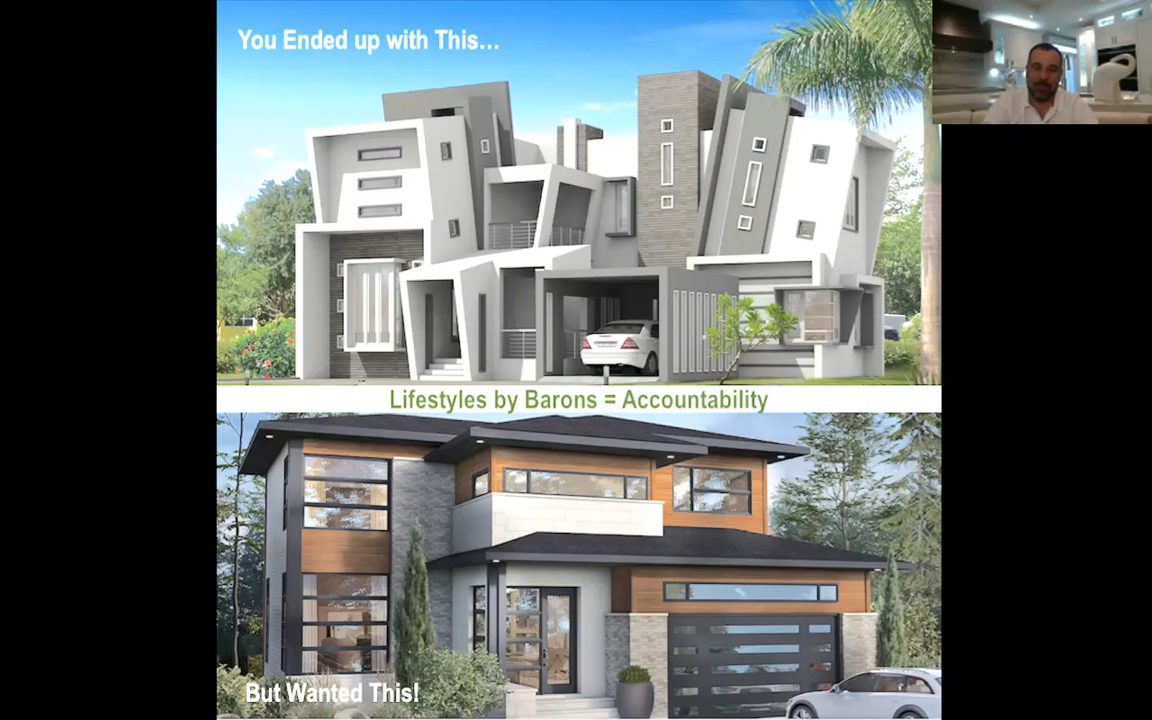 You Ended up with This...
Lifestyles by Barons = Accountability
But Wanted This!